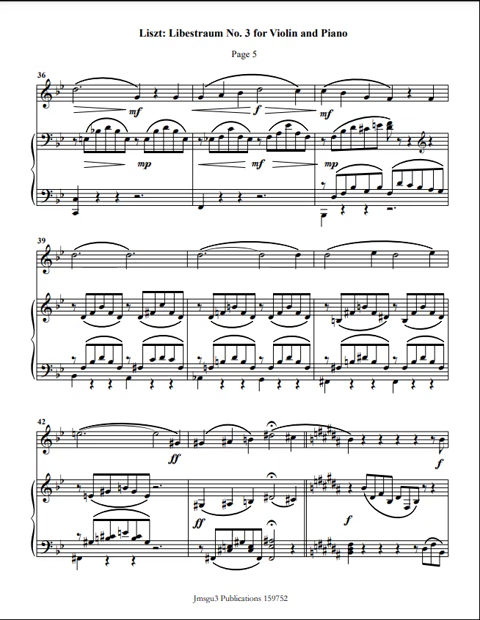 Liszt: Libestraum No. 3 for Violin and Piano
Page 5
36
mf
f
mf
mp
mf
mp
39
42
ff
f
ff
f
Jmsgu3 Publications 159752